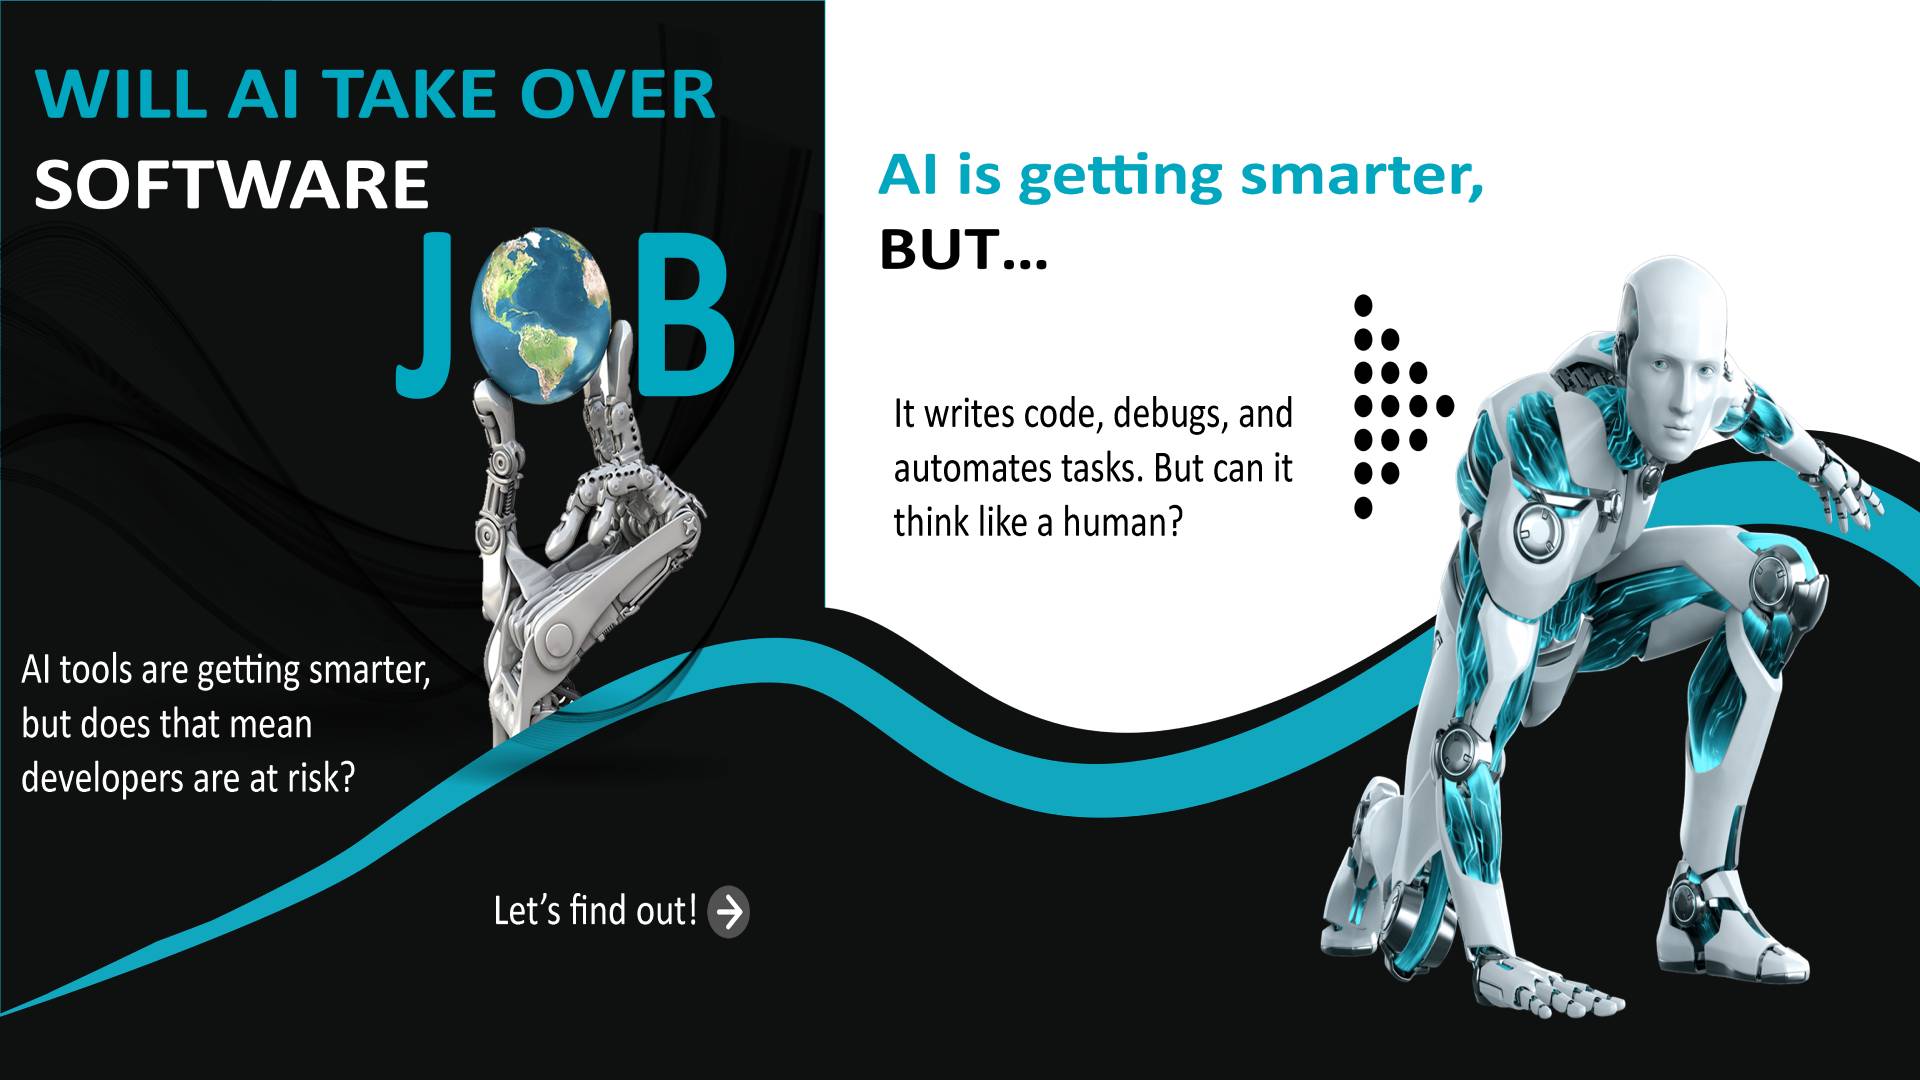 WILL AI TAKE OVER
SOFTWARE
JOB
AI tools are getting smarter,
but does that mean
developers are at risk?
Let’s find out!
AI is getting smarter,
BUT...
It writes code, debugs, and
automates tasks. But can it
think like a human?